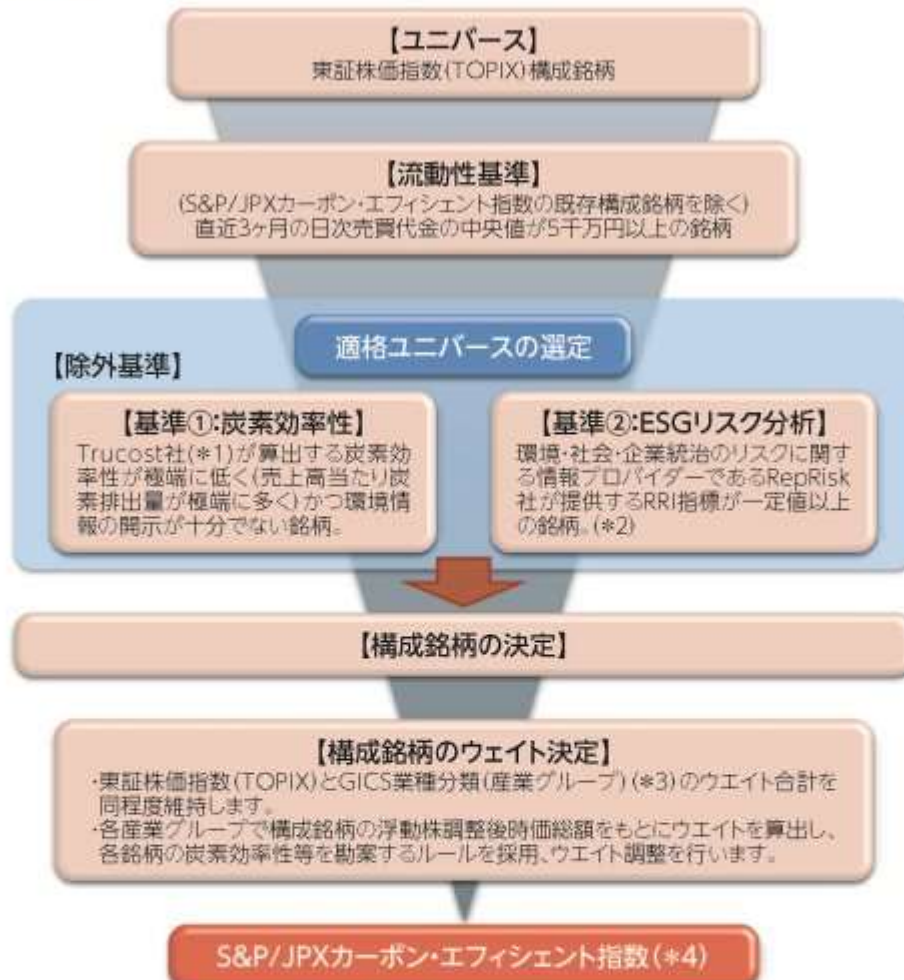 【ユニバース】
東証株価指数(TOPIX)構成銘柄
【流動性基準】
(S&P/JPXカーボン・エフィシェント指数の既存構成銘柄を除く)
直近3ヶ月の日次売買代金の中央値が5千万円以上の銘柄
適格ユニバースの選定
【除外基準】
【基準①:炭素効率性】
Trucost社(*1)が算出する炭素効
率性が極端に低く(売上高当たり炭
素排出量が極端に多く)かつ環境情
報の開示が十分でない銘柄。
【基準②:ESGリスク分析】
環境・社会・企業統治のリスクに関す
る情報プロバイダーであるRepRisk
社が提供するRRI指標が一定値以上
の銘柄。(*2)
【構成銘柄の決定】
【構成銘柄のウェイト決定】
・東証株価指数(TOPIX)とGICS業種分類(産業グループ)(*3)のウエイト合計を
同程度維持します。
・各産業グループで構成銘柄の浮動株調整後時価総額をもとにウエイトを算出し、
各銘柄の炭素効率性等を勘案するルールを採用、ウエイト調整を行います。
S&P/JPXカーボン・エフィシェント指数(*4)